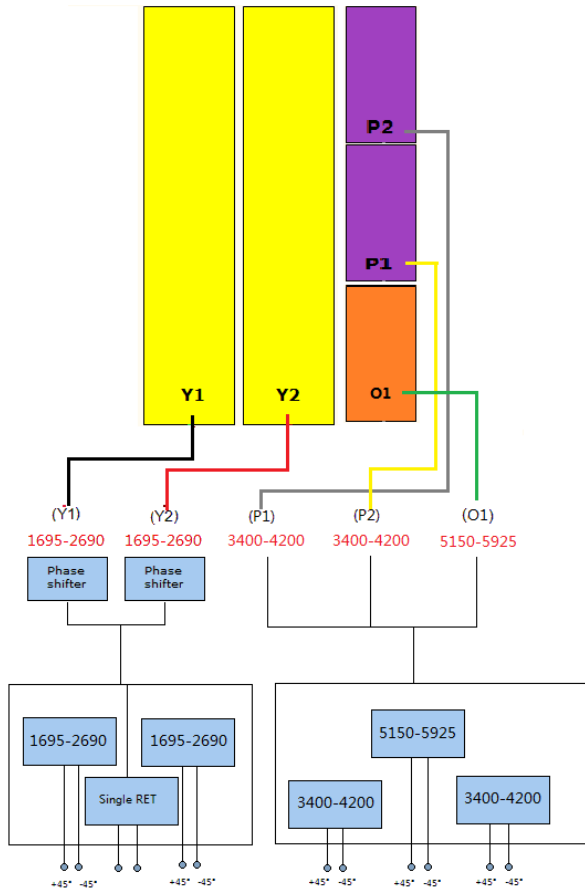 P2
P1
Y1
Y2
O1
(Y1)
(Y2)
(P1)
(P2)
(O1)
1695-2690
1695-2690
3400-4200
3400-4200
5150-5925
Phase
shifter
Phase
shifter
1695-2690
1695-2690
5150-5925
Single RET
3400-4200
3400-4200
+45° -45°
+45° -45°
+45° -45°
+45° -45°
+45° -45°